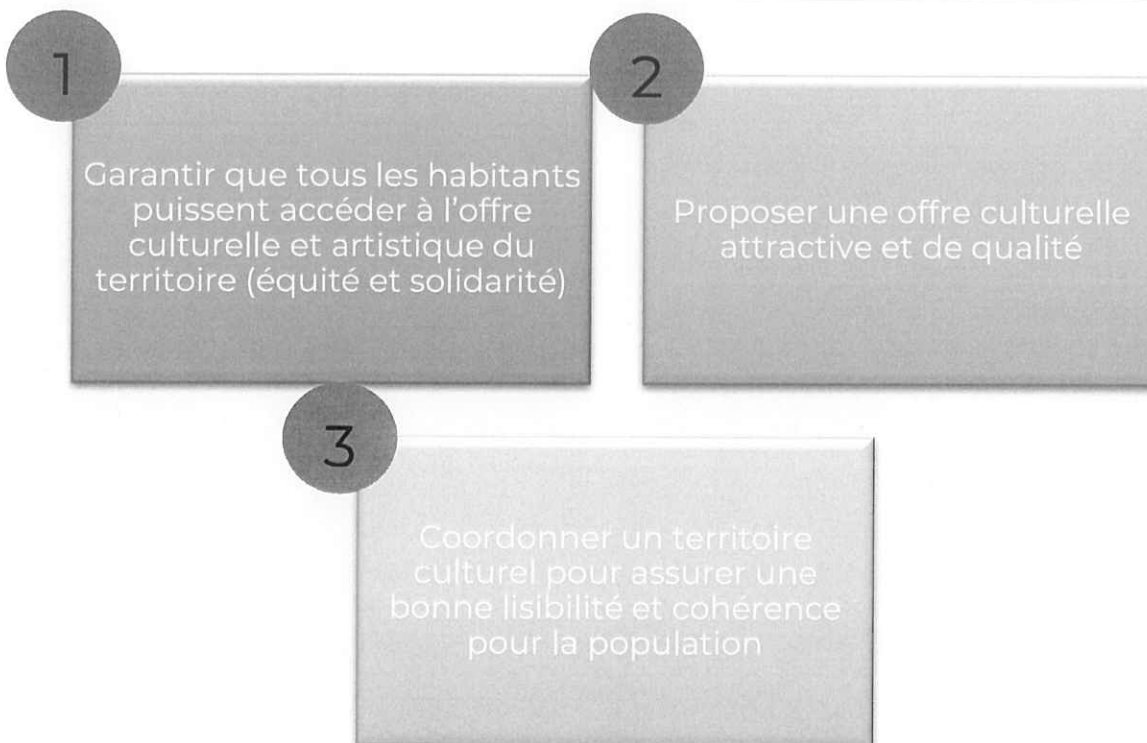 1
Garantir que tous les habitants
puissent accéder à l'offre
culturelle et artistique du
territoire (équité et solidarité)
2
Proposer une offre culturelle
attractive et de qualité
3
Coordonner un territoire
culturel pour assurer une
bonne lisibilité et cohérence
pour la population